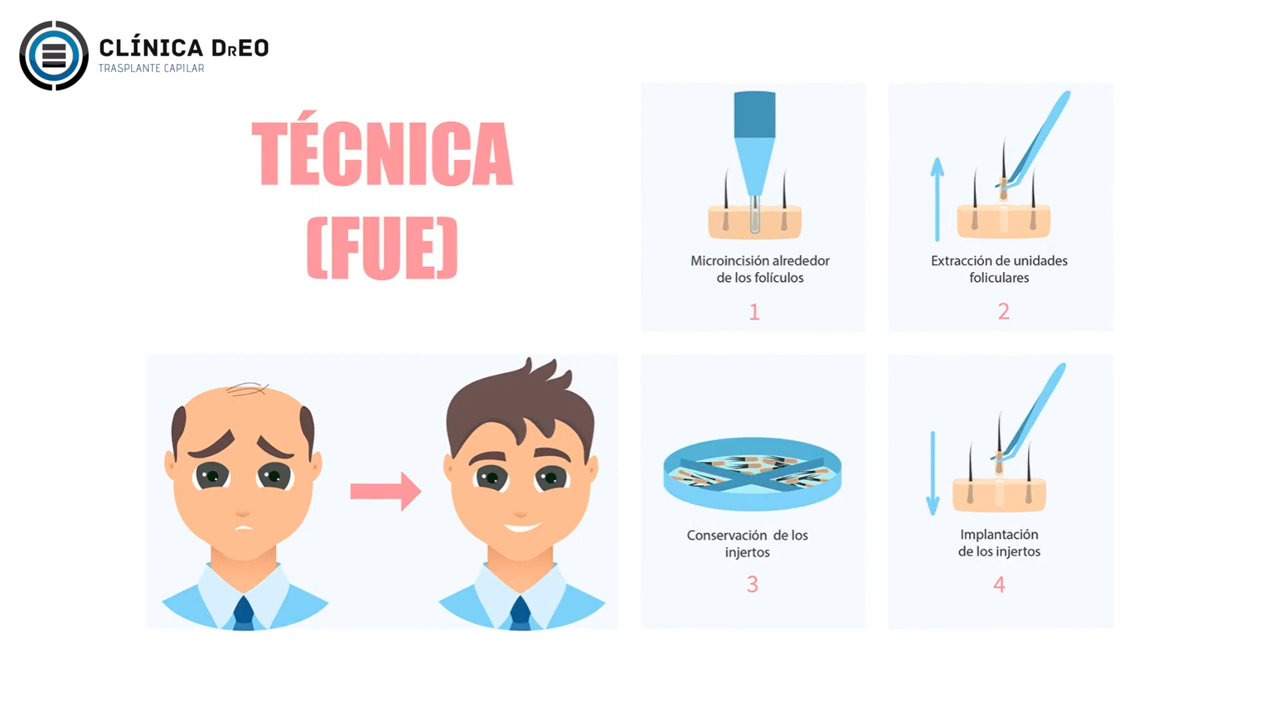 CLÍNICA DREO
TRASPLANTE CAPILAR
TÉCNICA
(FUE)
Microincisión alrededor
de los folículos
1
Extracción de unidades
foliculares
2
Conservación de los
injertos
3
Implantación
de los injertos
4